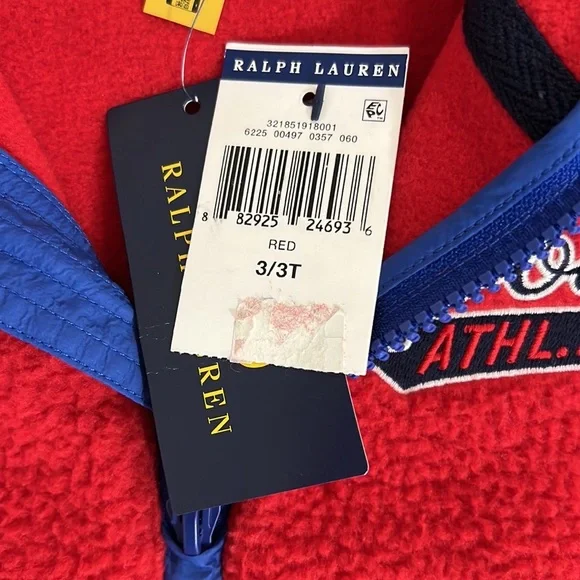 RALPH LAUREN
321851918001
6225 00497 0357 060
8 82925 24693 6
RED
3/3T
RALPH
LAUREN
ATHL.